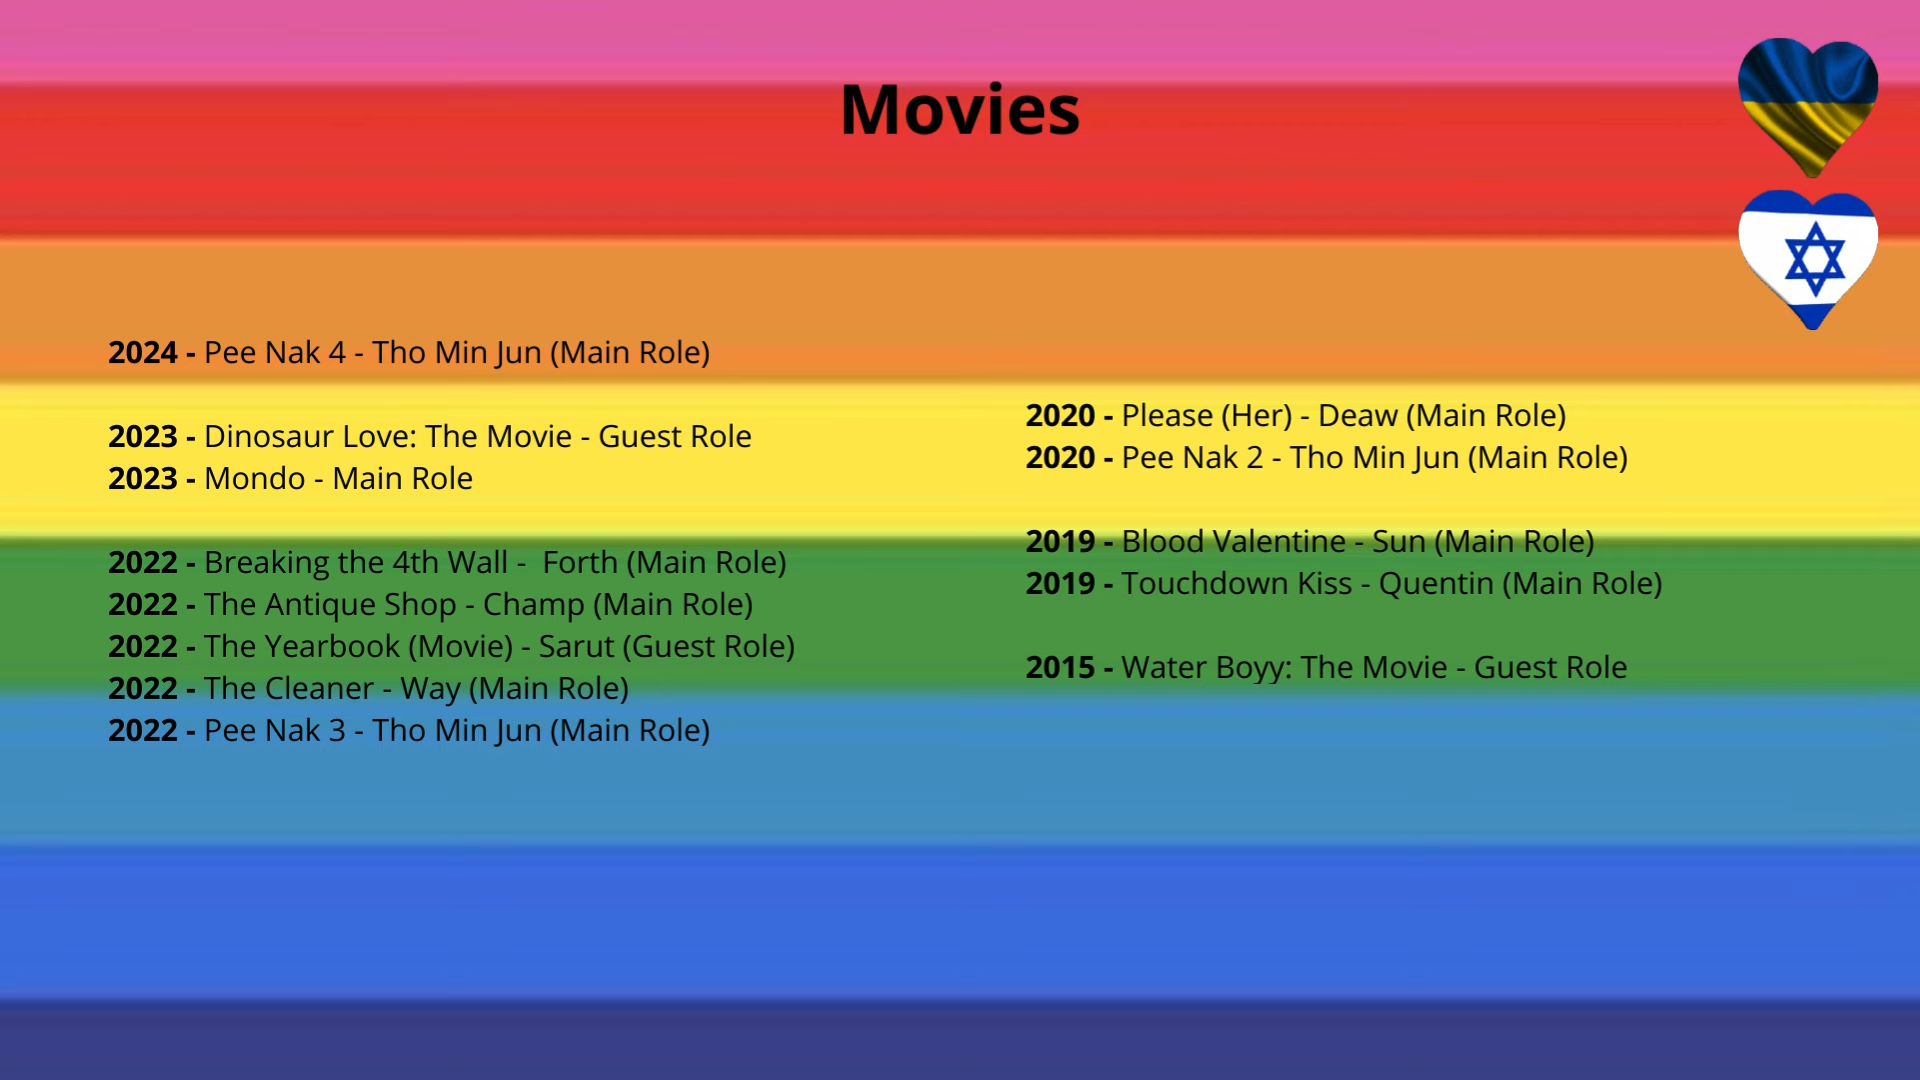 Movies
2024 - Pee Nak 4 - Tho Min Jun (Main Role)
2023 - Dinosaur Love: The Movie - Guest Role
2023 - Mondo - Main Role
2022 - Breaking the 4th Wall -  Forth (Main Role)
2022 - The Antique Shop - Champ (Main Role)
2022 - The Yearbook (Movie) - Sarut (Guest Role)
2022 - The Cleaner - Way (Main Role)
2022 - Pee Nak 3 - Tho Min Jun (Main Role)
2020 - Please (Her) - Deaw (Main Role)
2020 - Pee Nak 2 - Tho Min Jun (Main Role)
2019 - Blood Valentine - Sun (Main Role)
2019 - Touchdown Kiss - Quentin (Main Role)
2015 - Water Boyy: The Movie - Guest Role